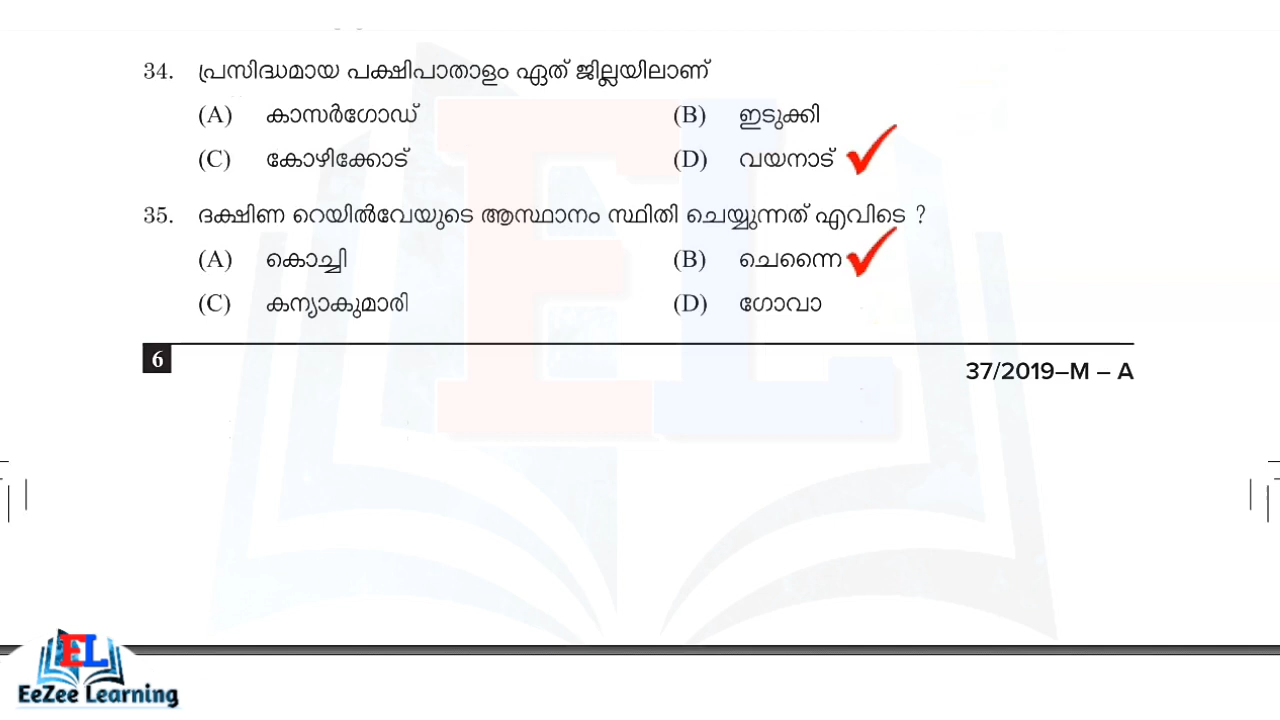 34. പ്രസിദ്ധമായ പക്ഷിപാതാളം ഏത് ജില്ലയിലാണ്
(A) കാസർഗോഡ് (B) ഇടുക്കി
(C) കോഴിക്കോട് (D) വയനാട്
35. ദക്ഷിണ റെയിൽവേയുടെ ആസ്ഥാനം സ്ഥിതി ചെയ്യുന്നത് എവിടെ ?
(A) കൊച്ചി (B) ചെന്നൈ
(C) കന്യാകുമാരി (D) ഗോവാ
6
37/2019–M – A
EL
EL
EeZee Learning